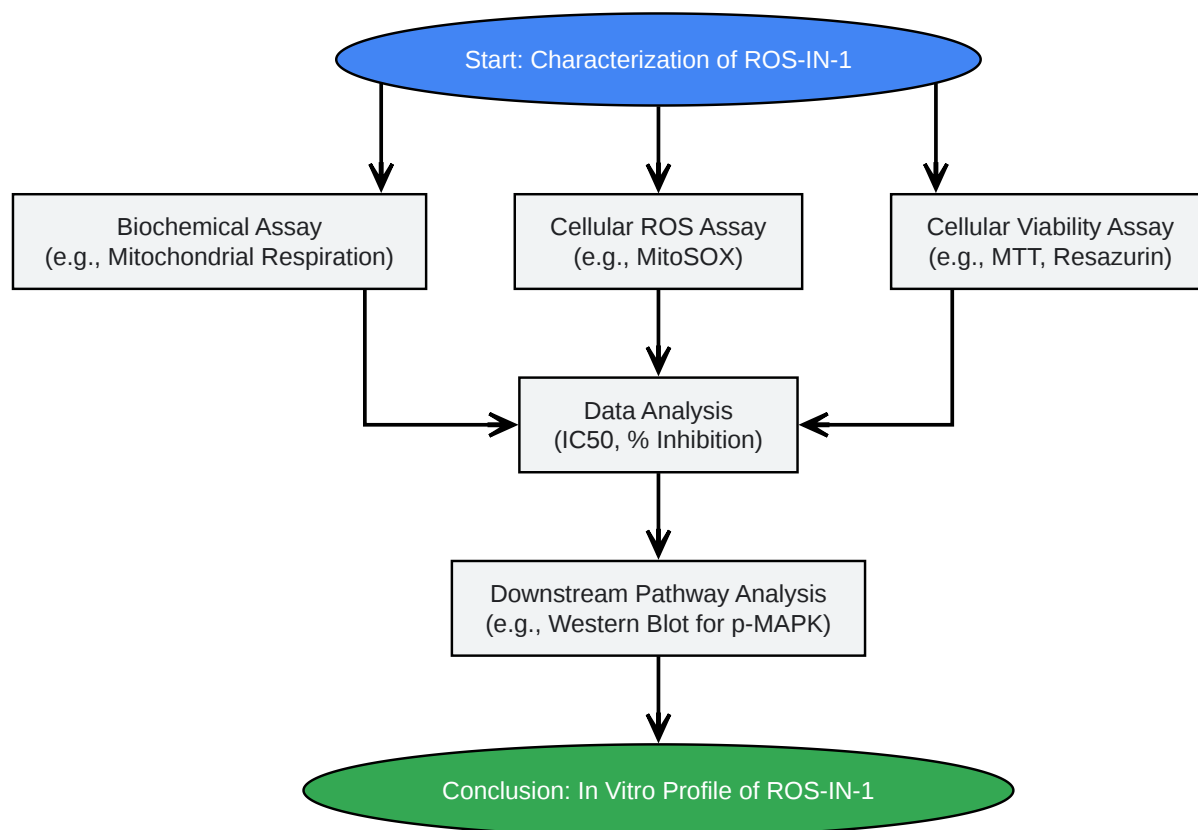 Start: Characterization of ROS-IN-1
Biochemical Assay
(e.g., Mitochondrial Respiration)
Cellular ROS Assay
(e.g., MitoSOX)
Cellular Viability Assay
(e.g., MTT, Resazurin)
Data Analysis
(IC50, % Inhibition)
Downstream Pathway Analysis
(e.g., Western Blot for p-MAPK)
Conclusion: In Vitro Profile of ROS-IN-1